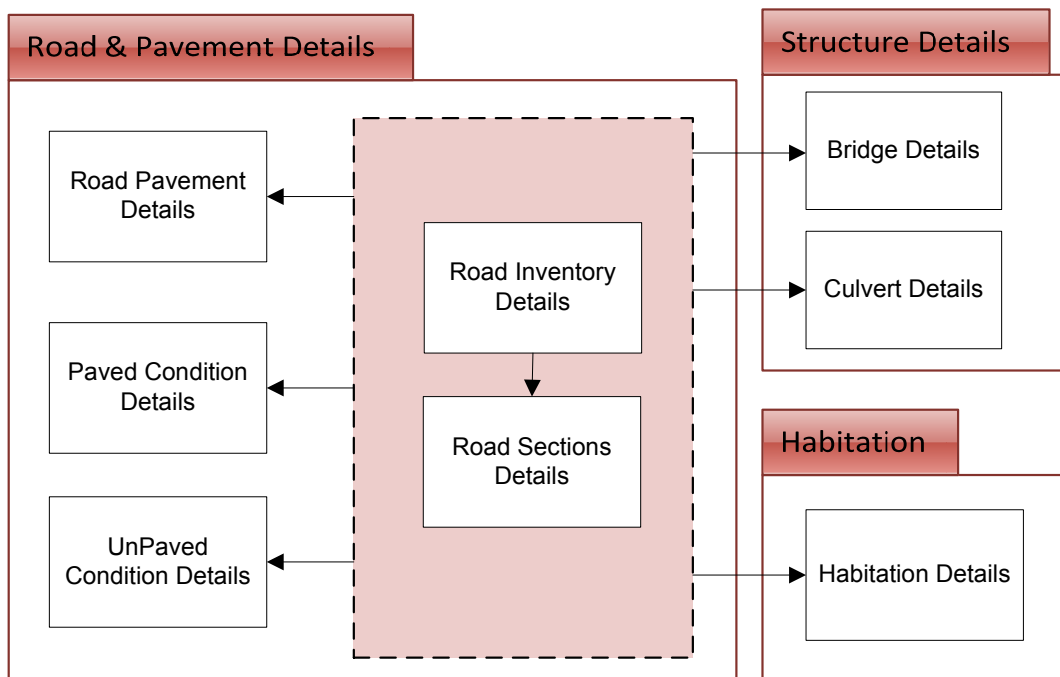 Road & Pavement Details
Road Pavement
Details
Paved Condition
Details
UnPaved
Condition Details
Road Inventory
Details
Road Sections
Details
Structure Details
Bridge Details
Culvert Details
Habitation
Habitation Details